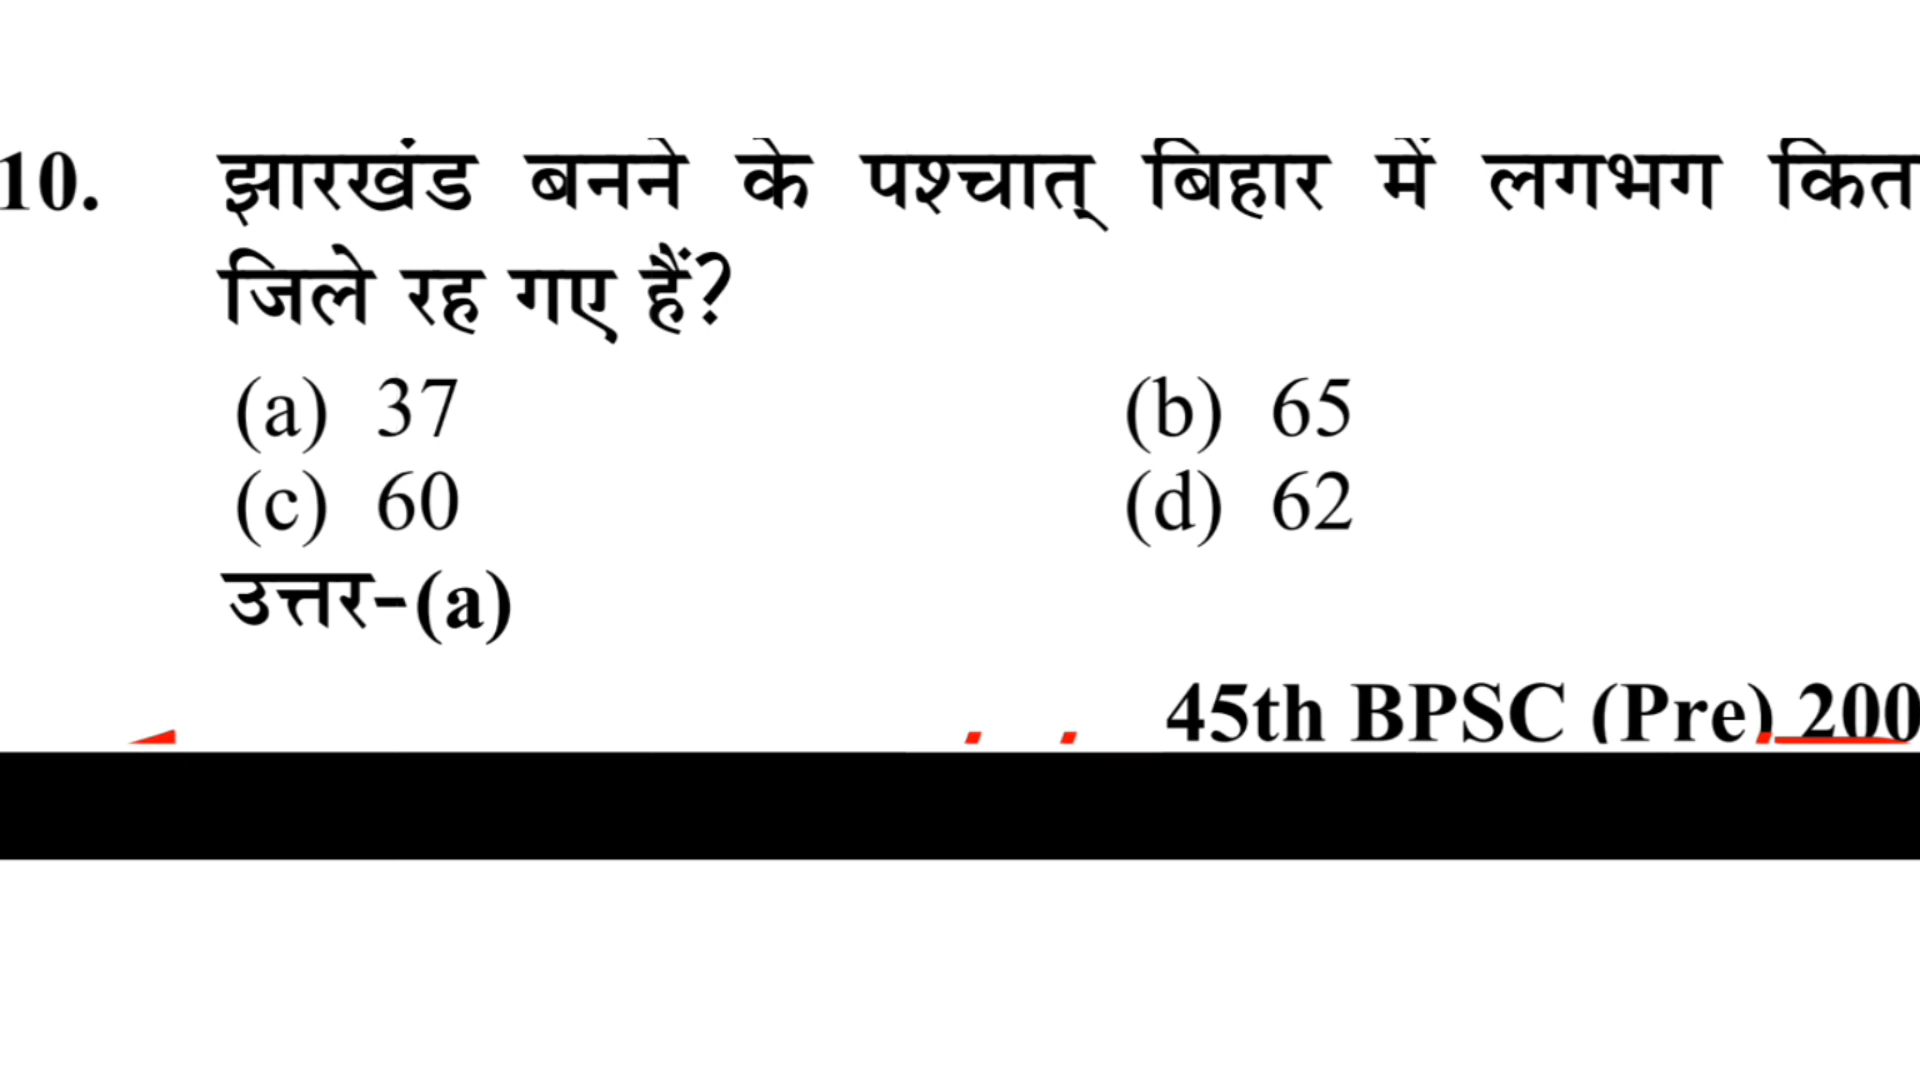 10. झारखंड बनने के पश्चात् बिहार में लगभग कित
जिले रह गए हैं?
(a) 37 (b) 65
(c) 60 (d) 62
उत्तर-(a)
45th BPSC (Pre) 200